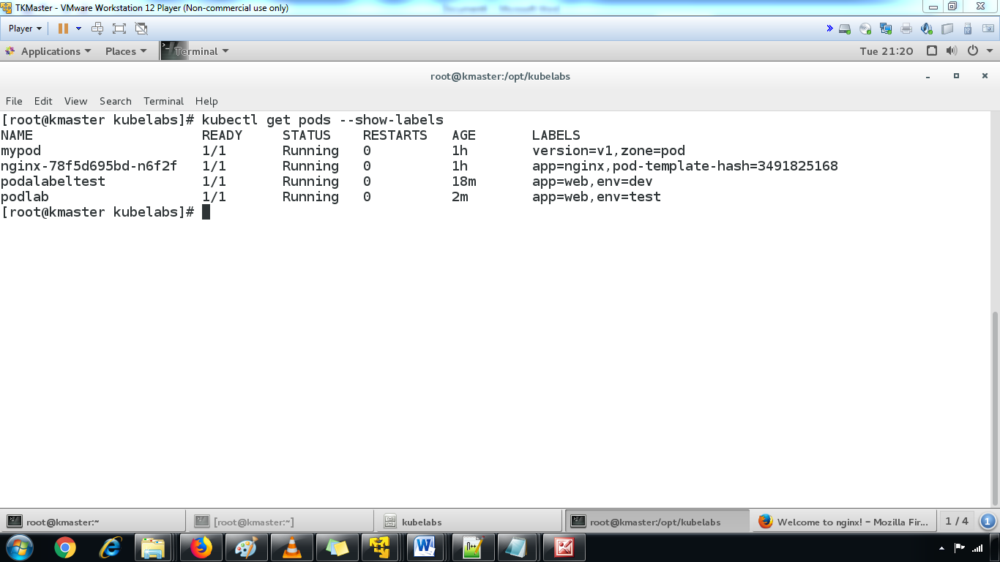 TKMaster - VMware Workstation 12 Player (Non-commercial use only)
Player
Applications Places Terminal Tue 21:20
root@kmaster:/opt/kubelabs
File Edit View Search Terminal Help
[root@kmaster kubelabs]# kubectl get pods --show-labels
NAME READY STATUS RESTARTS AGE LABELS
mypod 1/1 Running 0 1h version=v1,zone=pod
nginx-78f5d695bd-n6f2f 1/1 Running 0 1h app=nginx,pod-template-hash=3491825168
podalabeltest 1/1 Running 0 18m app=web,env=dev
podlab 1/1 Running 0 2m app=web,env=test
[root@kmaster kubelabs]#
root@kmaster:~ [root@kmaster:~] kubelabs root@kmaster:/opt/kubelabs Welcome to nginx! - Mozilla Fir... 1 / 4 1